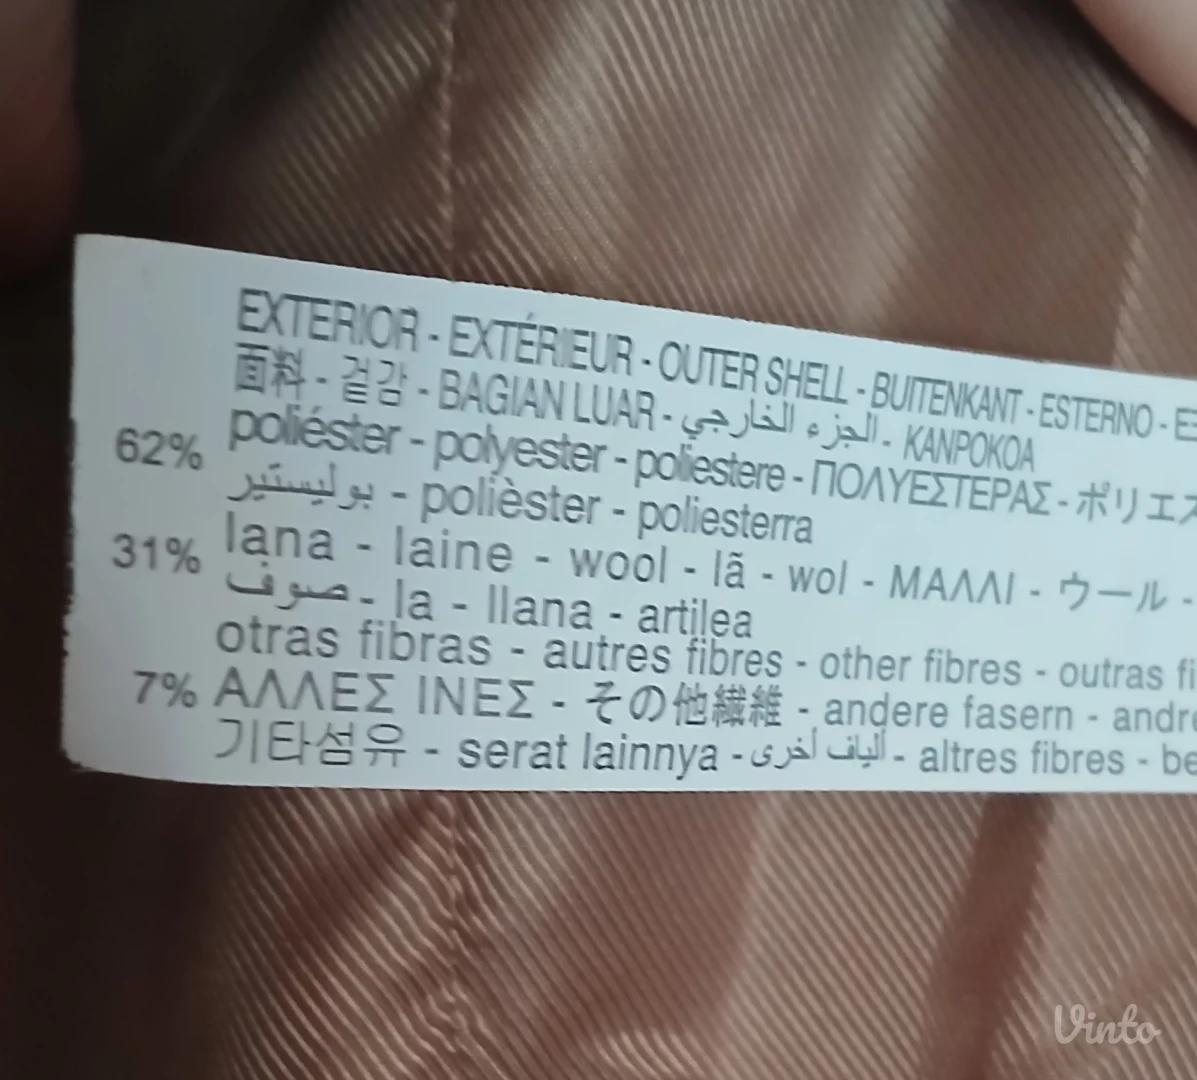 EXTERIOR - EXTÉRIEUR - OUTER SHELL - BUITENKANT - ESTERNO -
面料 - 겉감 - BAGIAN LUAR - الجزء الخارجي - KANPOKOA
62% poliéster - polyester - poliestere - ΠΟΛΥΕΣΤΕΡΑΣ - ポリエス
بوليستير - polièster - poliesterra
31% lana - laine - wool - lã - wol - ΜΑΛΛΙ - ウール -
صوف - la - llana - artilea
otras fibras - autres fibres - other fibres - outras fi
7% ΑΛΛΕΣ ΙΝΕΣ - その他繊維 - andere fasern - andr
기타섬유 - serat lainnya - ألياف أخرى - altres fibres - be
Vinto